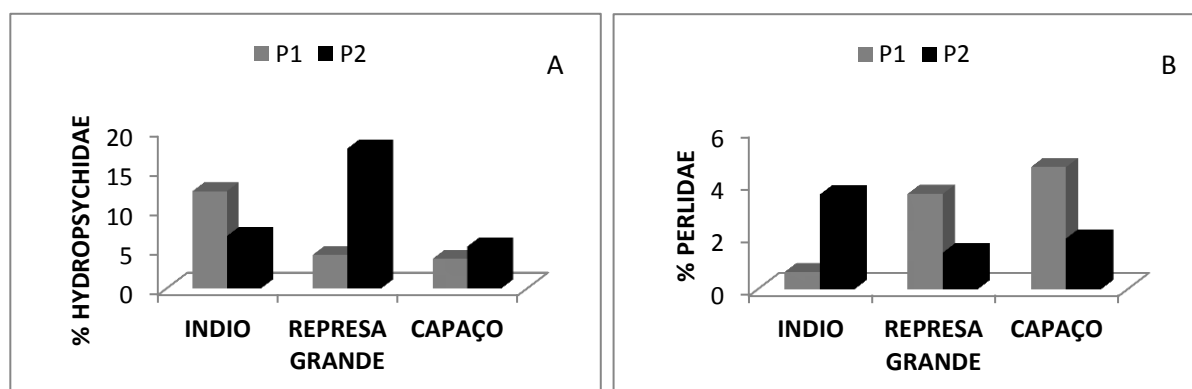 P1 P2
A
% HYDROPSYCHIDAE
20
15
10
5
0
INDIO REPRESA CAPAÇO
GRANDE
P1 P2
B
% PERLIDAE
6
4
2
0
INDIO REPRESA CAPAÇO
GRANDE